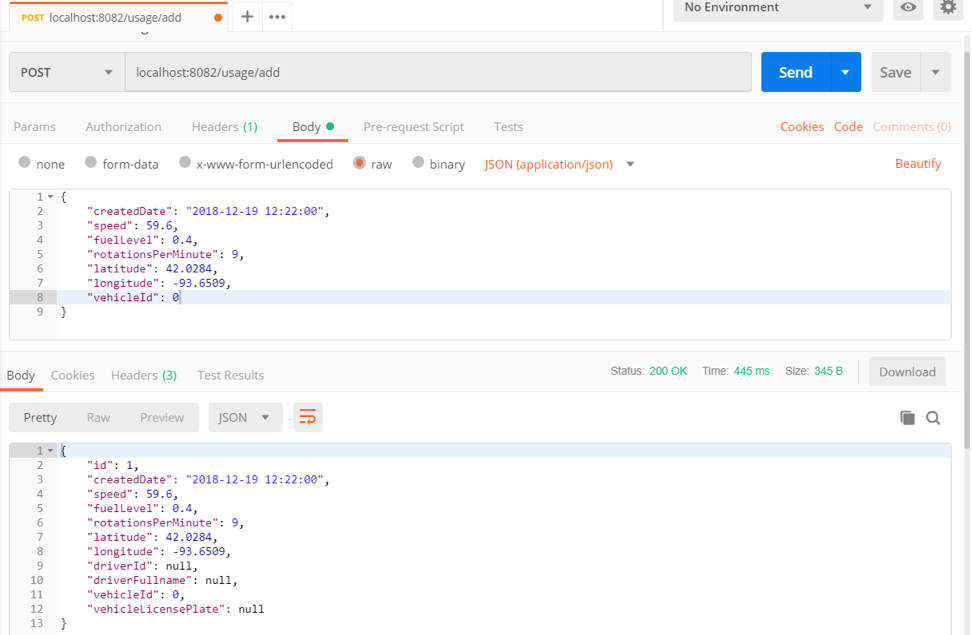 POST localhost:8082/usage/add
No Environment
POST localhost:8082/usage/add Send Save
Params Authorization Headers (1) Body Pre-request Script Tests Cookies Code Comments (0)
none form-data x-www-form-urlencoded raw binary JSON (application/json) Beautify
1 {
2 "createdDate": "2018-12-19 12:22:00",
3 "speed": 59.6,
4 "fuelLevel": 0.4,
5 "rotationsPerMinute": 9,
6 "latitude": 42.0284,
7 "longitude": -93.6509,
8 "vehicleId": 0
9 }
Body Cookies Headers (3) Test Results Status: 200 OK Time: 445 ms Size: 345 B Download
Pretty Raw Preview JSON
1 {
2 "id": 1,
3 "createdDate": "2018-12-19 12:22:00",
4 "speed": 59.6,
5 "fuelLevel": 0.4,
6 "rotationsPerMinute": 9,
7 "latitude": 42.0284,
8 "longitude": -93.6509,
9 "driverId": null,
10 "driverFullname": null,
11 "vehicleId": 0,
12 "vehicleLicensePlate": null
13 }